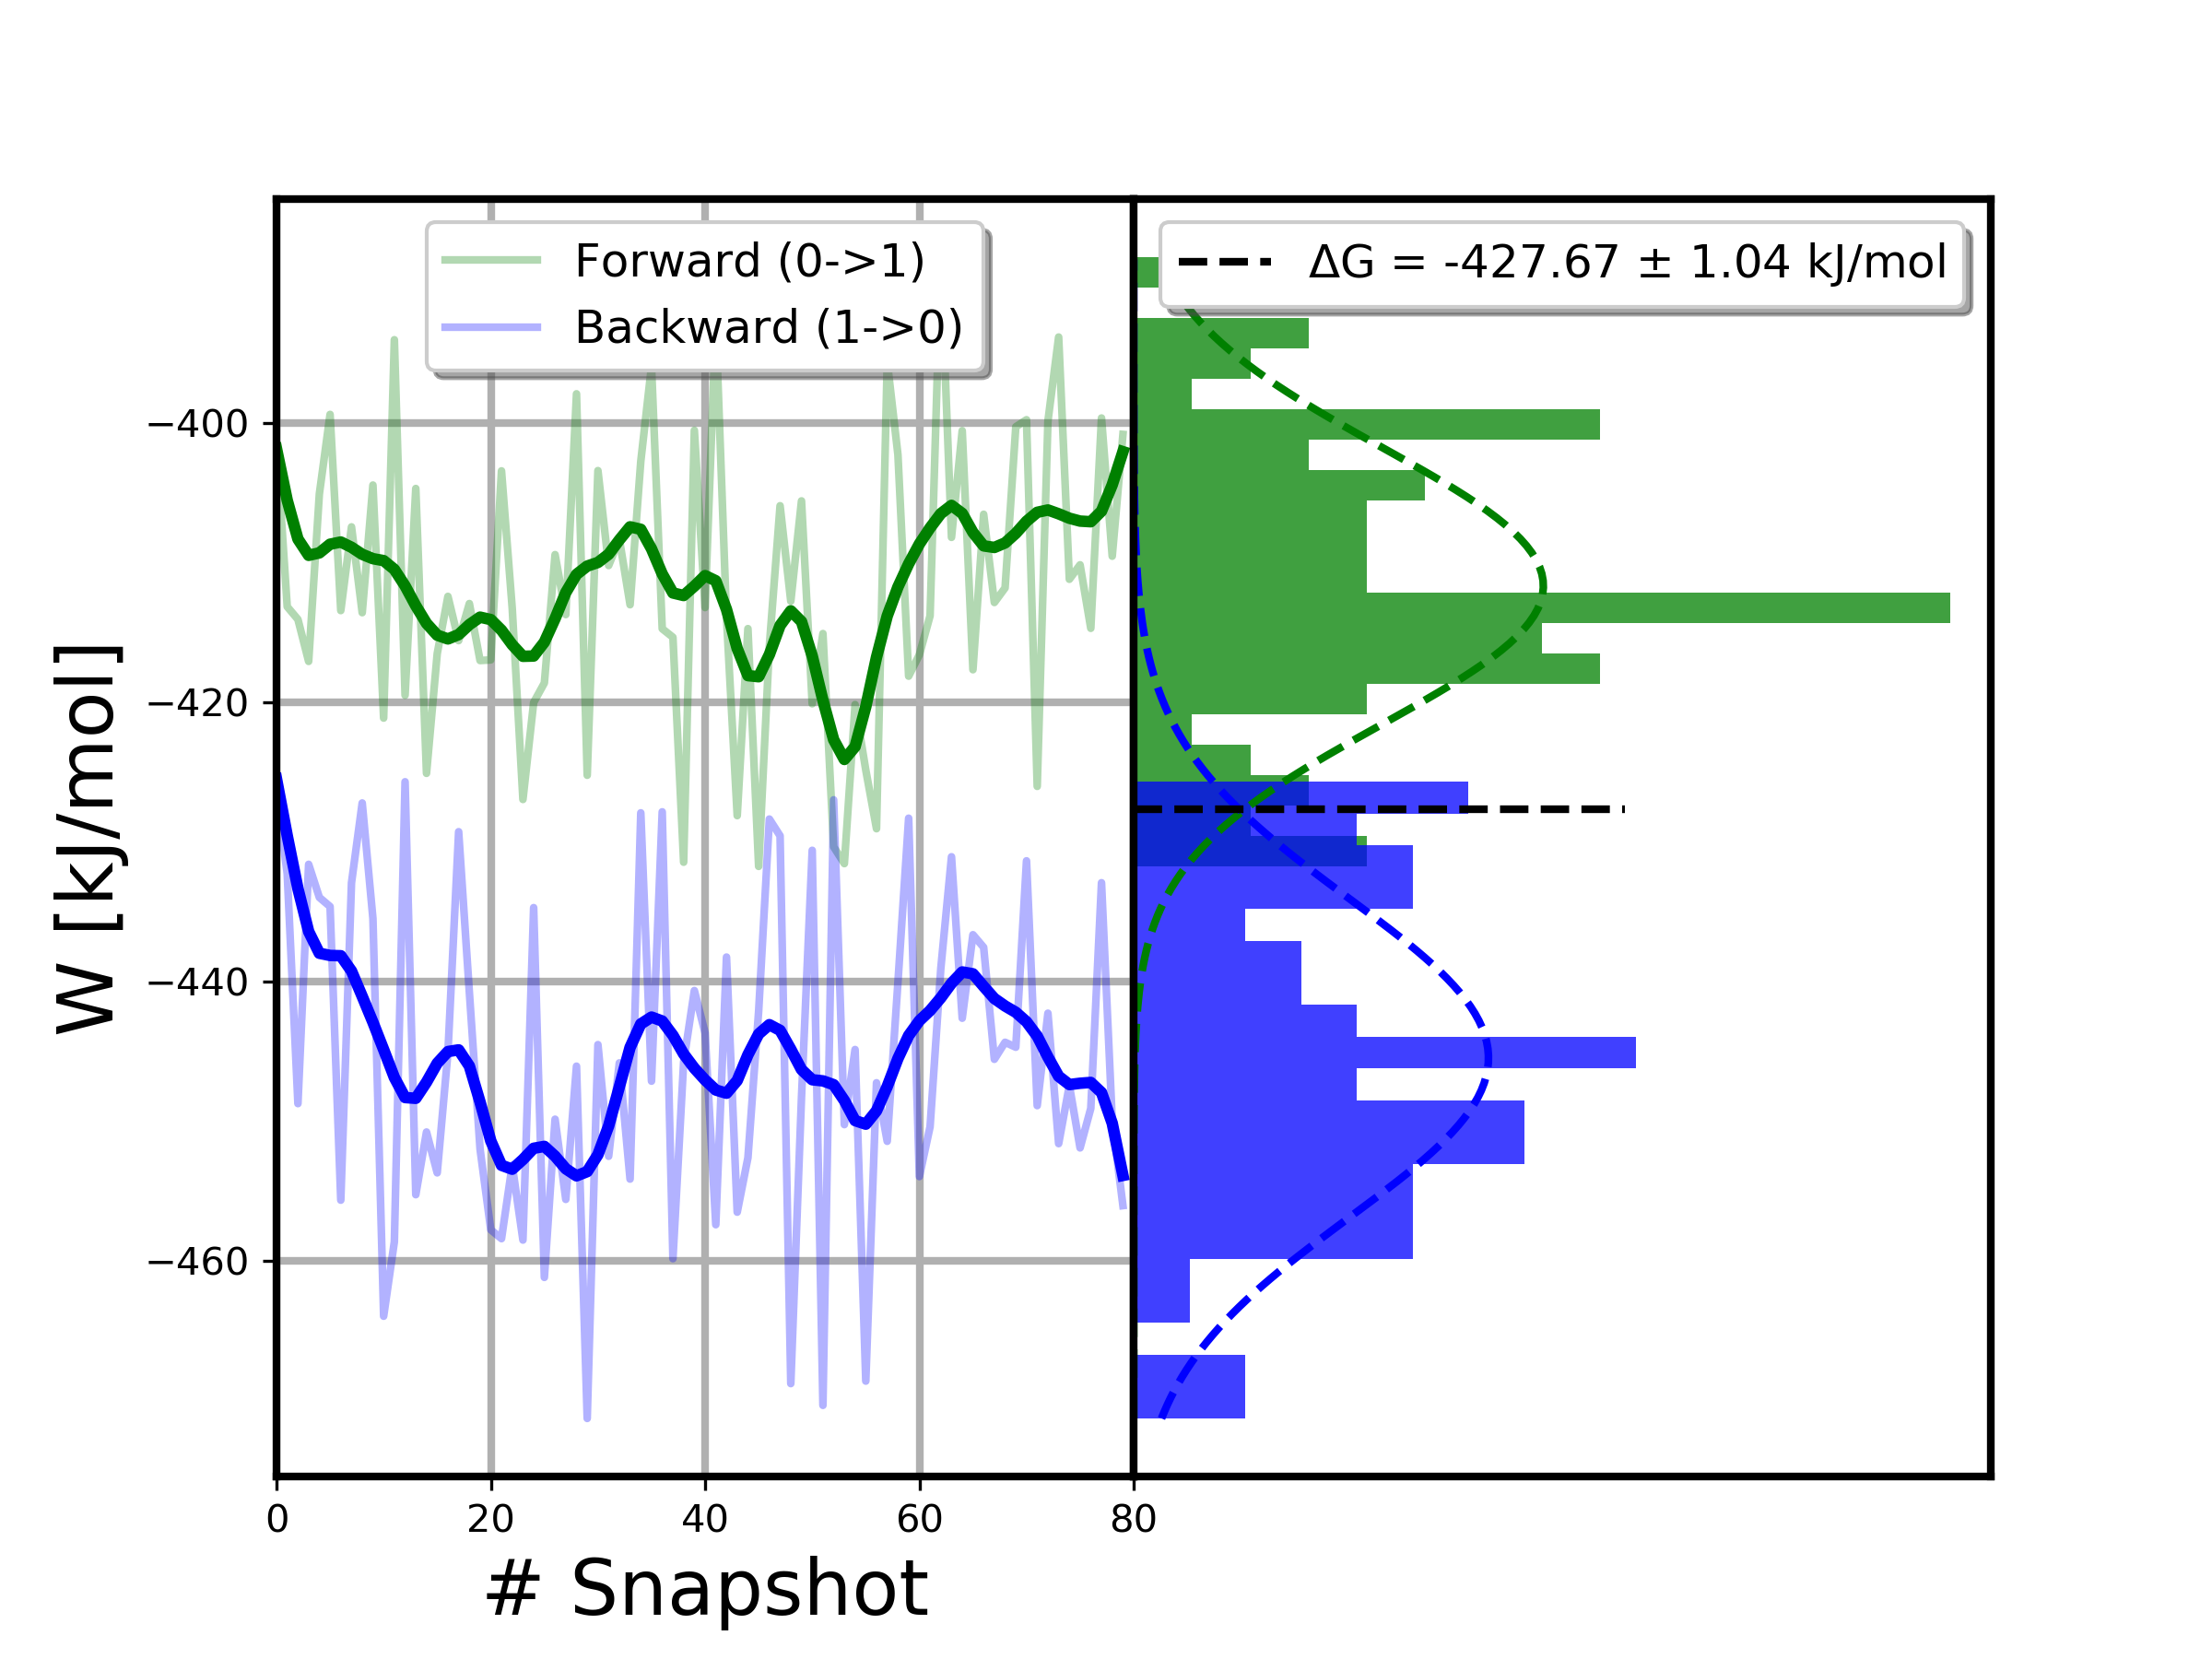 Forward (0->1)
Backward (1->0)
ΔG = -427.67 ± 1.04 kJ/mol
W [kJ/mol]
−400
−420
−440
−460
0 20 40 60 80
# Snapshot